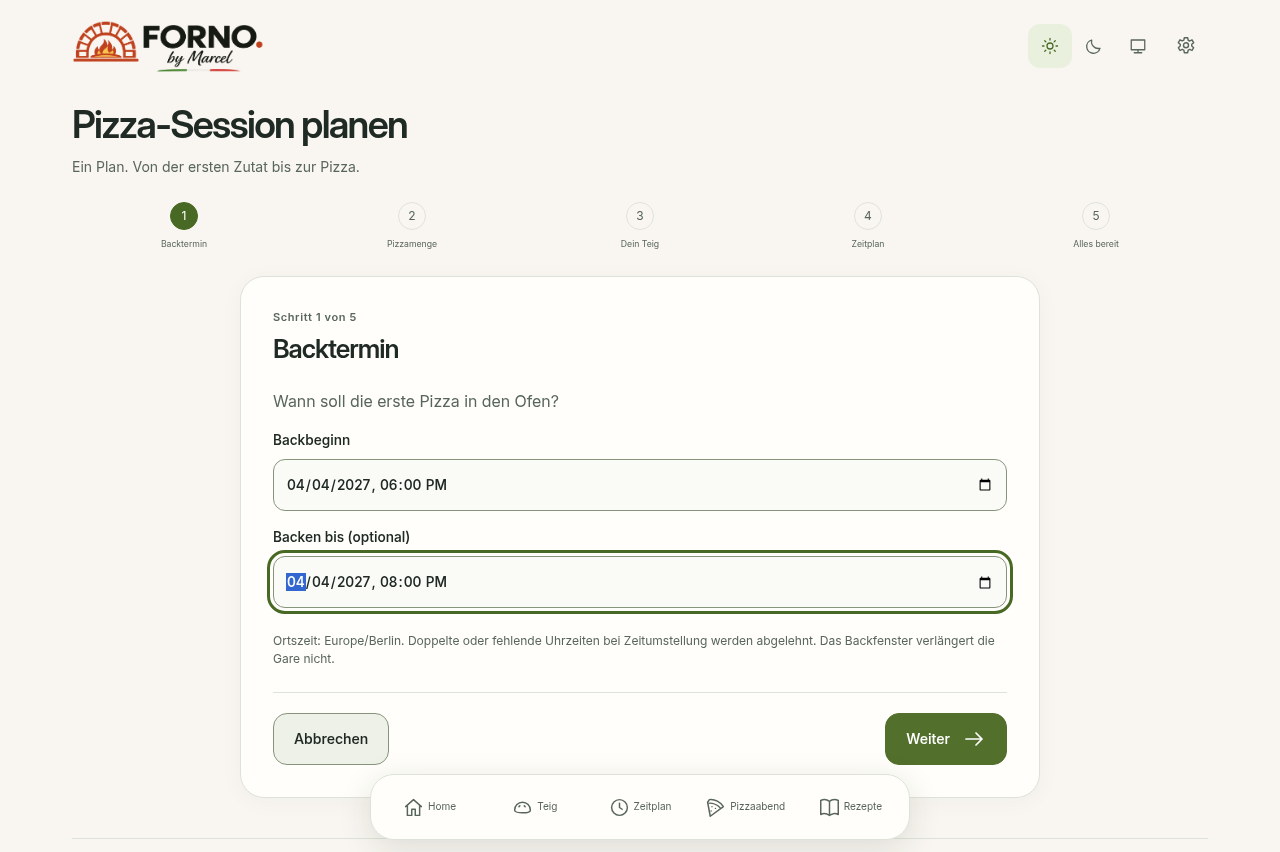 FORNO.
by Marcel
Pizza-Session planen
Ein Plan. Von der ersten Zutat bis zur Pizza.
1
2
3
4
5
Backtermin
Pizzamenge
Dein Teig
Zeitplan
Alles bereit
Schritt 1 von 5
Backtermin
Wann soll die erste Pizza in den Ofen?
Backbeginn
04/04/2027, 06:00 PM
Backen bis (optional)
04/04/2027, 08:00 PM
Ortszeit: Europe/Berlin. Doppelte oder fehlende Uhrzeiten bei Zeitumstellung werden abgelehnt. Das Backfenster verlängert die
Gare nicht.
Abbrechen
Weiter
Home
Teig
Zeitplan
Pizzaabend
Rezepte